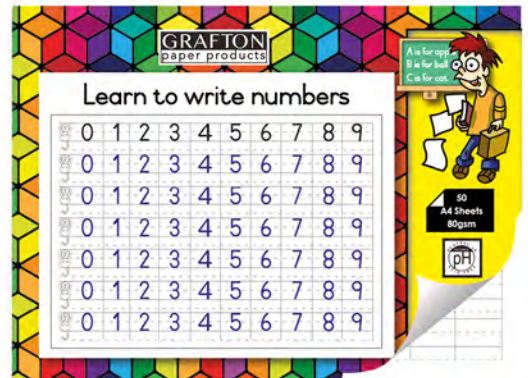 GRAFTON
paper products
Learn to write numbers
0 1 2 3 4 5 6 7 8 9
0 1 2 3 4 5 6 7 8 9
0 1 2 3 4 5 6 7 8 9
0 1 2 3 4 5 6 7 8 9
0 1 2 3 4 5 6 7 8 9
0 1 2 3 4 5 6 7 8 9
0 1 2 3 4 5 6 7 8 9
A is for app
B is for ball
C is for cat.
50
A4 Sheets
80gsm
pH